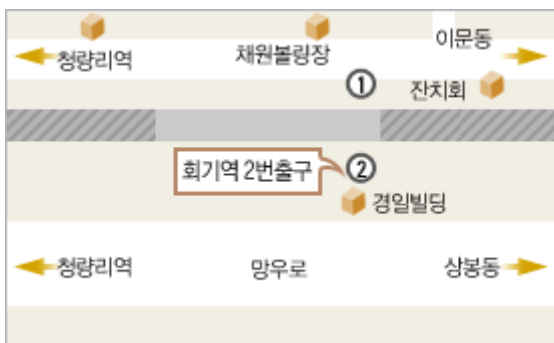 이문동
청량리역
채원볼링장
①
잔치회
회기역 2번출구
②
경일빌딩
청량리역
망우로
상봉동